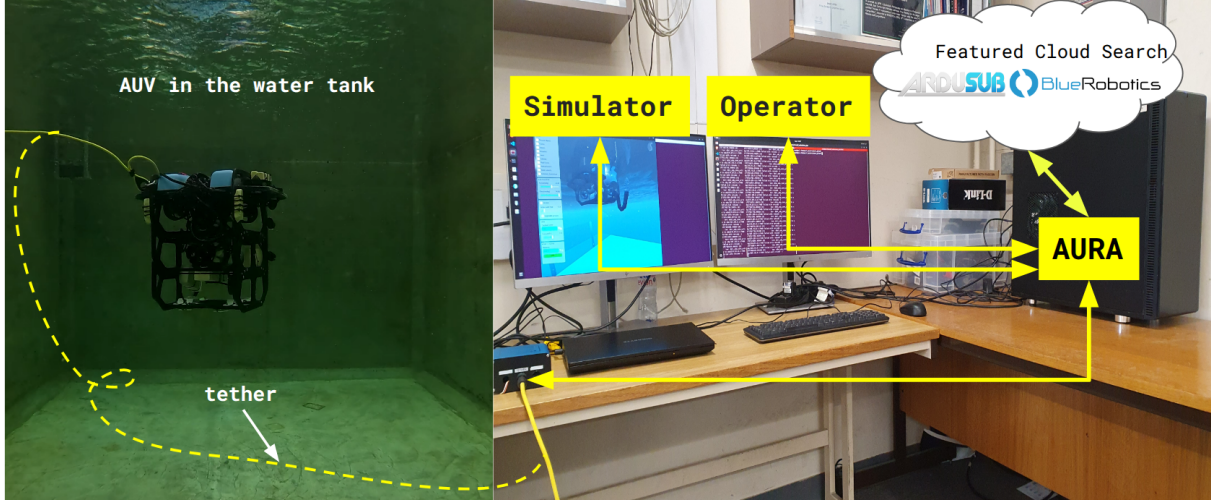 AUV in the water tank
tether
Simulator
Operator
Featured Cloud Search
ARDUSUB BlueRobotics
D-Link
AURA